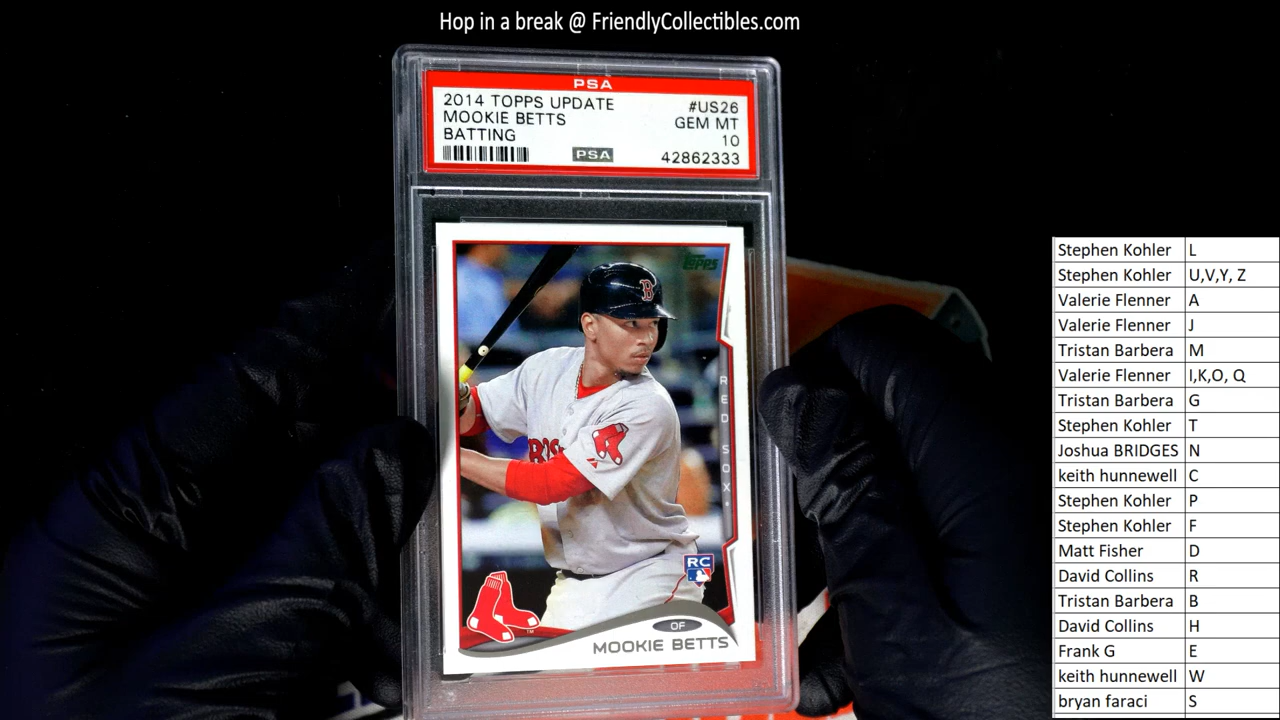 Hop in a break @ FriendlyCollectibles.com
PSA
2014 TOPPS UPDATE #US26
MOOKIE BETTS GEM MT
BATTING 10
PSA 42862333
Topps
B
RED SOX
RC
OF
MOOKIE BETTS
TM
Stephen Kohler L
Stephen Kohler U,V,Y, Z
Valerie Flenner A
Valerie Flenner J
Tristan Barbera M
Valerie Flenner I,K,O, Q
Tristan Barbera G
Stephen Kohler T
Joshua BRIDGES N
keith hunnewell C
Stephen Kohler P
Stephen Kohler F
Matt Fisher D
David Collins R
Tristan Barbera B
David Collins H
Frank G E
keith hunnewell W
bryan faraci S